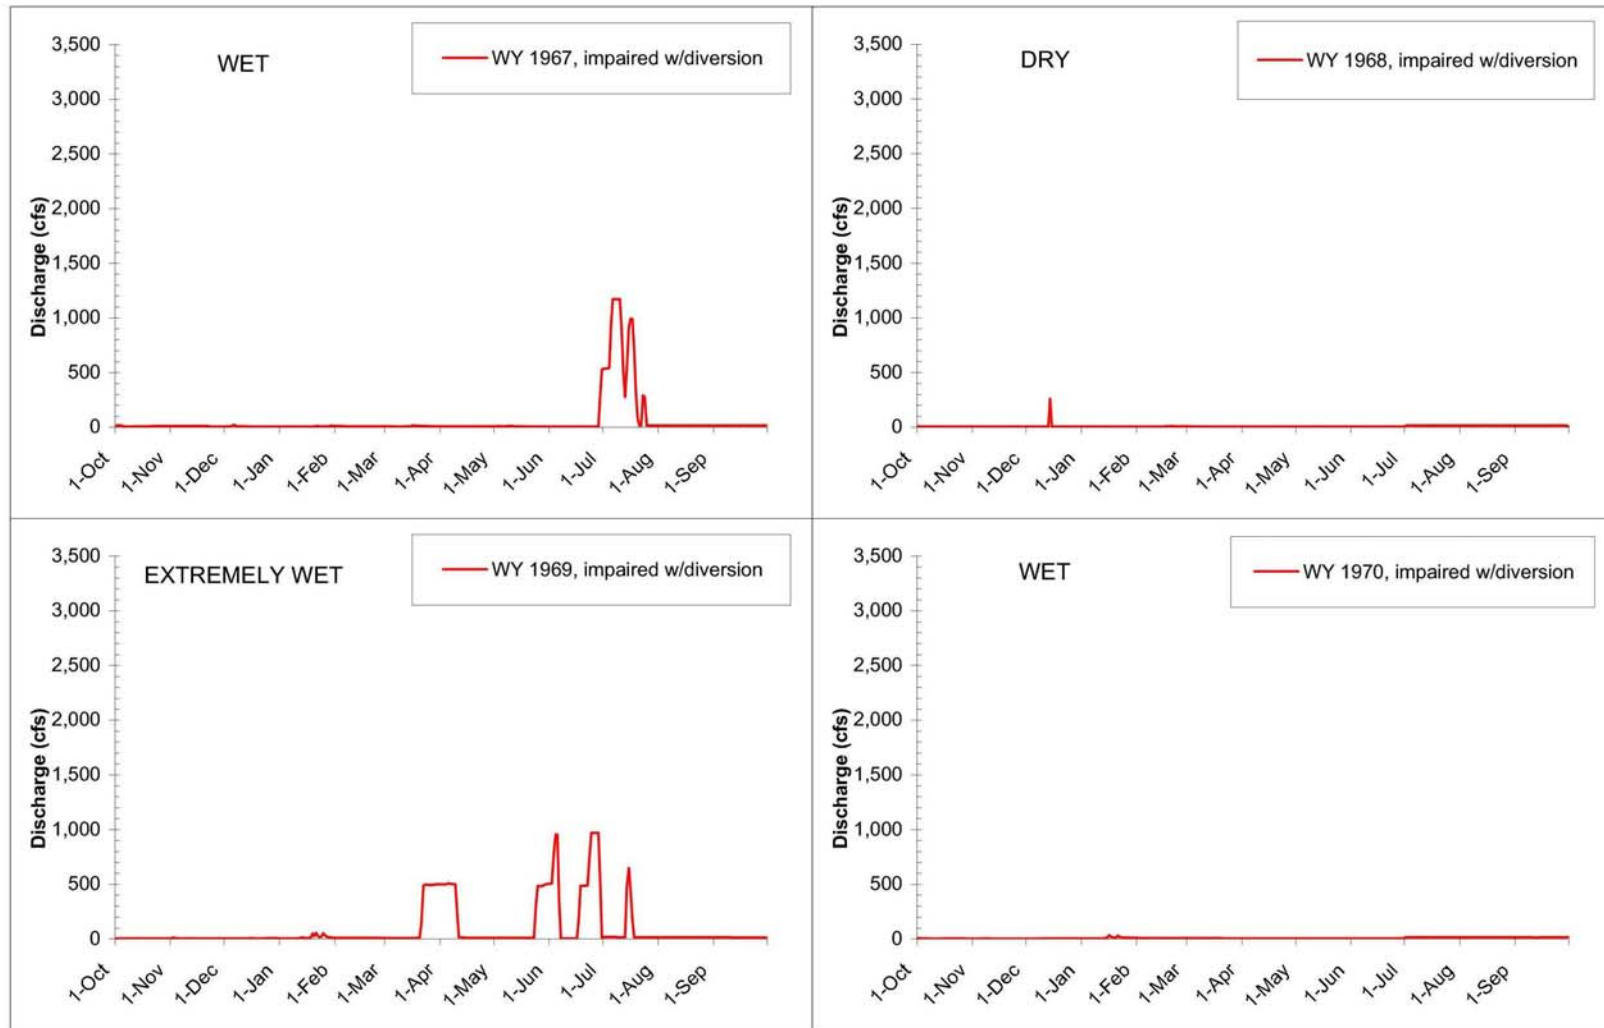 WET
WY 1967, impaired w/diversion
3,500
3,000
2,500
2,000
1,500
1,000
500
0
Discharge (cfs)
1-Oct
1-Nov
1-Dec
1-Jan
1-Feb
1-Mar
1-Apr
1-May
1-Jun
1-Jul
1-Aug
1-Sep
DRY
WY 1968, impaired w/diversion
3,500
3,000
2,500
2,000
1,500
1,000
500
0
Discharge (cfs)
1-Oct
1-Nov
1-Dec
1-Jan
1-Feb
1-Mar
1-Apr
1-May
1-Jun
1-Jul
1-Aug
1-Sep
EXTREMELY WET
WY 1969, impaired w/diversion
3,500
3,000
2,500
2,000
1,500
1,000
500
0
Discharge (cfs)
1-Oct
1-Nov
1-Dec
1-Jan
1-Feb
1-Mar
1-Apr
1-May
1-Jun
1-Jul
1-Aug
1-Sep
WET
WY 1970, impaired w/diversion
3,500
3,000
2,500
2,000
1,500
1,000
500
0
Discharge (cfs)
1-Oct
1-Nov
1-Dec
1-Jan
1-Feb
1-Mar
1-Apr
1-May
1-Jun
1-Jul
1-Aug
1-Sep